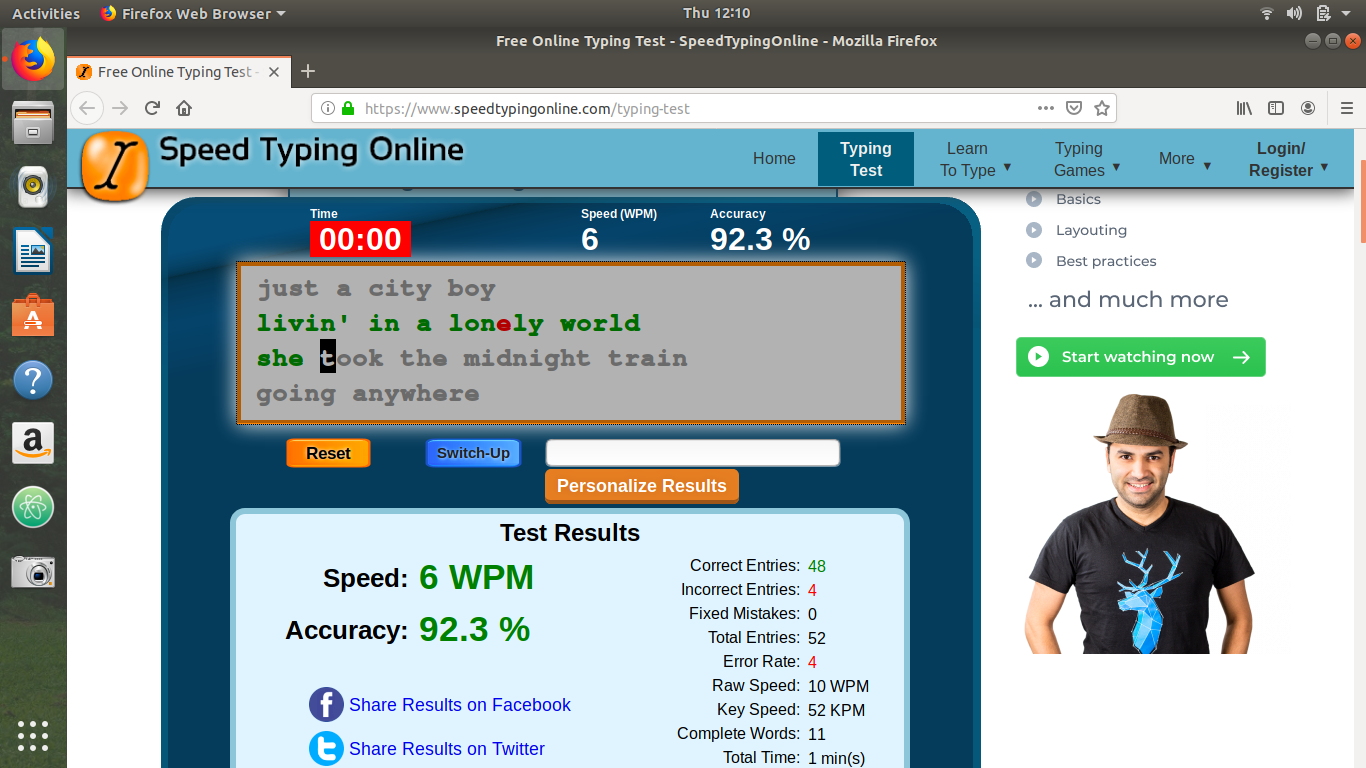 Activities Firefox Web Browser Thu 12:10
Free Online Typing Test - SpeedTypingOnline - Mozilla Firefox
Free Online Typing Test -
https://www.speedtypingonline.com/typing-test
Speed Typing Online
Home
Typing Test
Learn To Type
Typing Games
More
Login/ Register
Time
00:00
Speed (WPM)
6
Accuracy
92.3 %
just a city boy
livin' in a lonely world
she took the midnight train
going anywhere
Reset
Switch-Up
Personalize Results
Test Results
Speed: 6 WPM
Accuracy: 92.3 %
Share Results on Facebook
Share Results on Twitter
Correct Entries: 48
Incorrect Entries: 4
Fixed Mistakes: 0
Total Entries: 52
Error Rate: 4
Raw Speed: 10 WPM
Key Speed: 52 KPM
Complete Words: 11
Total Time: 1 min(s)
Basics
Layouting
Best practices
... and much more
Start watching now